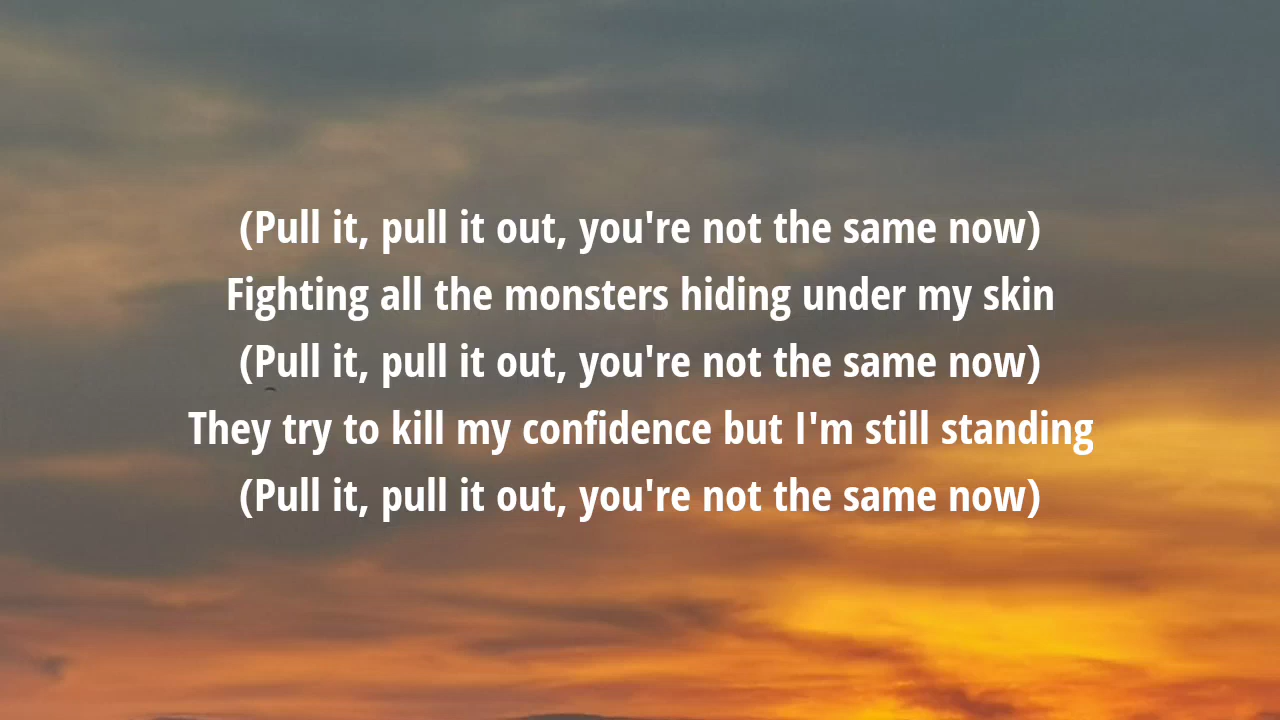 (Pull it, pull it out, you're not the same now)
Fighting all the monsters hiding under my skin
(Pull it, pull it out, you're not the same now)
They try to kill my confidence but I'm still standing
(Pull it, pull it out, you're not the same now)